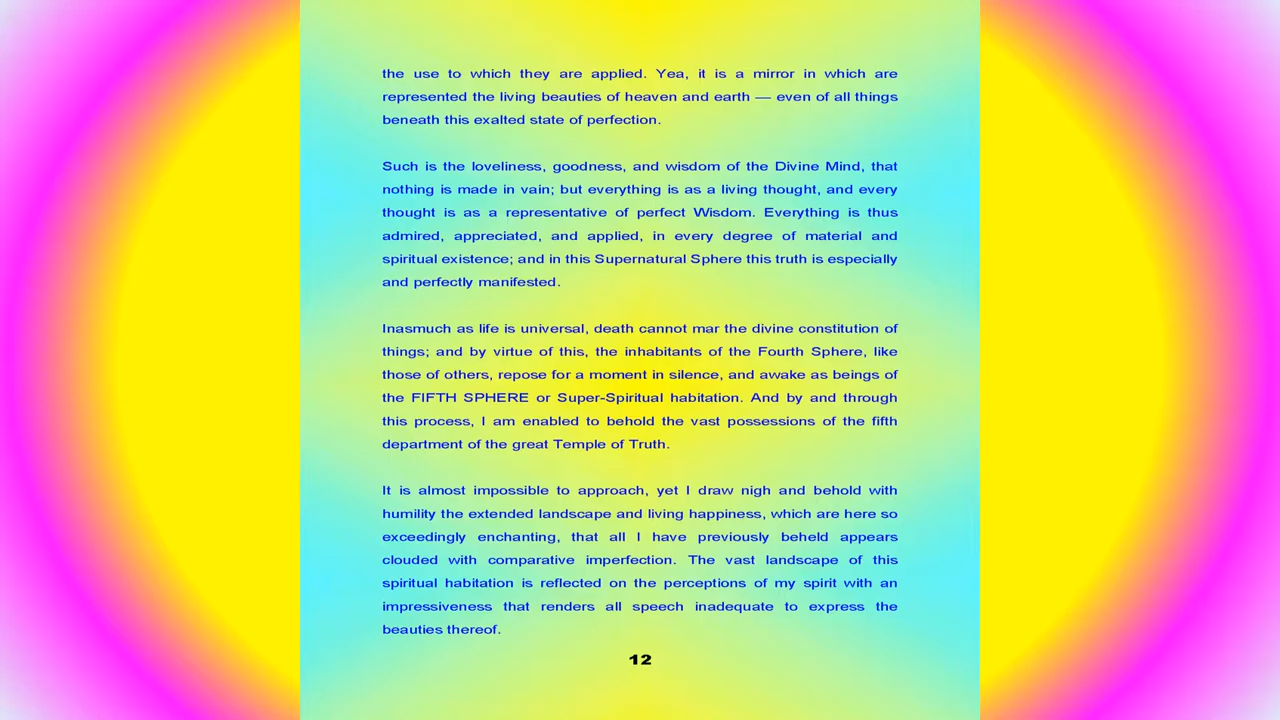 the use to which they are applied. Yea, it is a mirror in which are
represented the living beauties of heaven and earth — even of all things
beneath this exalted state of perfection.
Such is the loveliness, goodness, and wisdom of the Divine Mind, that
nothing is made in vain; but everything is as a living thought, and every
thought is as a representative of perfect Wisdom. Everything is thus
admired, appreciated, and applied, in every degree of material and
spiritual existence; and in this Supernatural Sphere this truth is especially
and perfectly manifested.
Inasmuch as life is universal, death cannot mar the divine constitution of
things; and by virtue of this, the inhabitants of the Fourth Sphere, like
those of others, repose for a moment in silence, and awake as beings of
the FIFTH SPHERE or Super-Spiritual habitation. And by and through
this process, I am enabled to behold the vast possessions of the fifth
department of the great Temple of Truth.
It is almost impossible to approach, yet I draw nigh and behold with
humility the extended landscape and living happiness, which are here so
exceedingly enchanting, that all I have previously beheld appears
clouded with comparative imperfection. The vast landscape of this
spiritual habitation is reflected on the perceptions of my spirit with an
impressiveness that renders all speech inadequate to express the
beauties thereof.
12